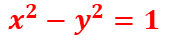 x² − y² = 1